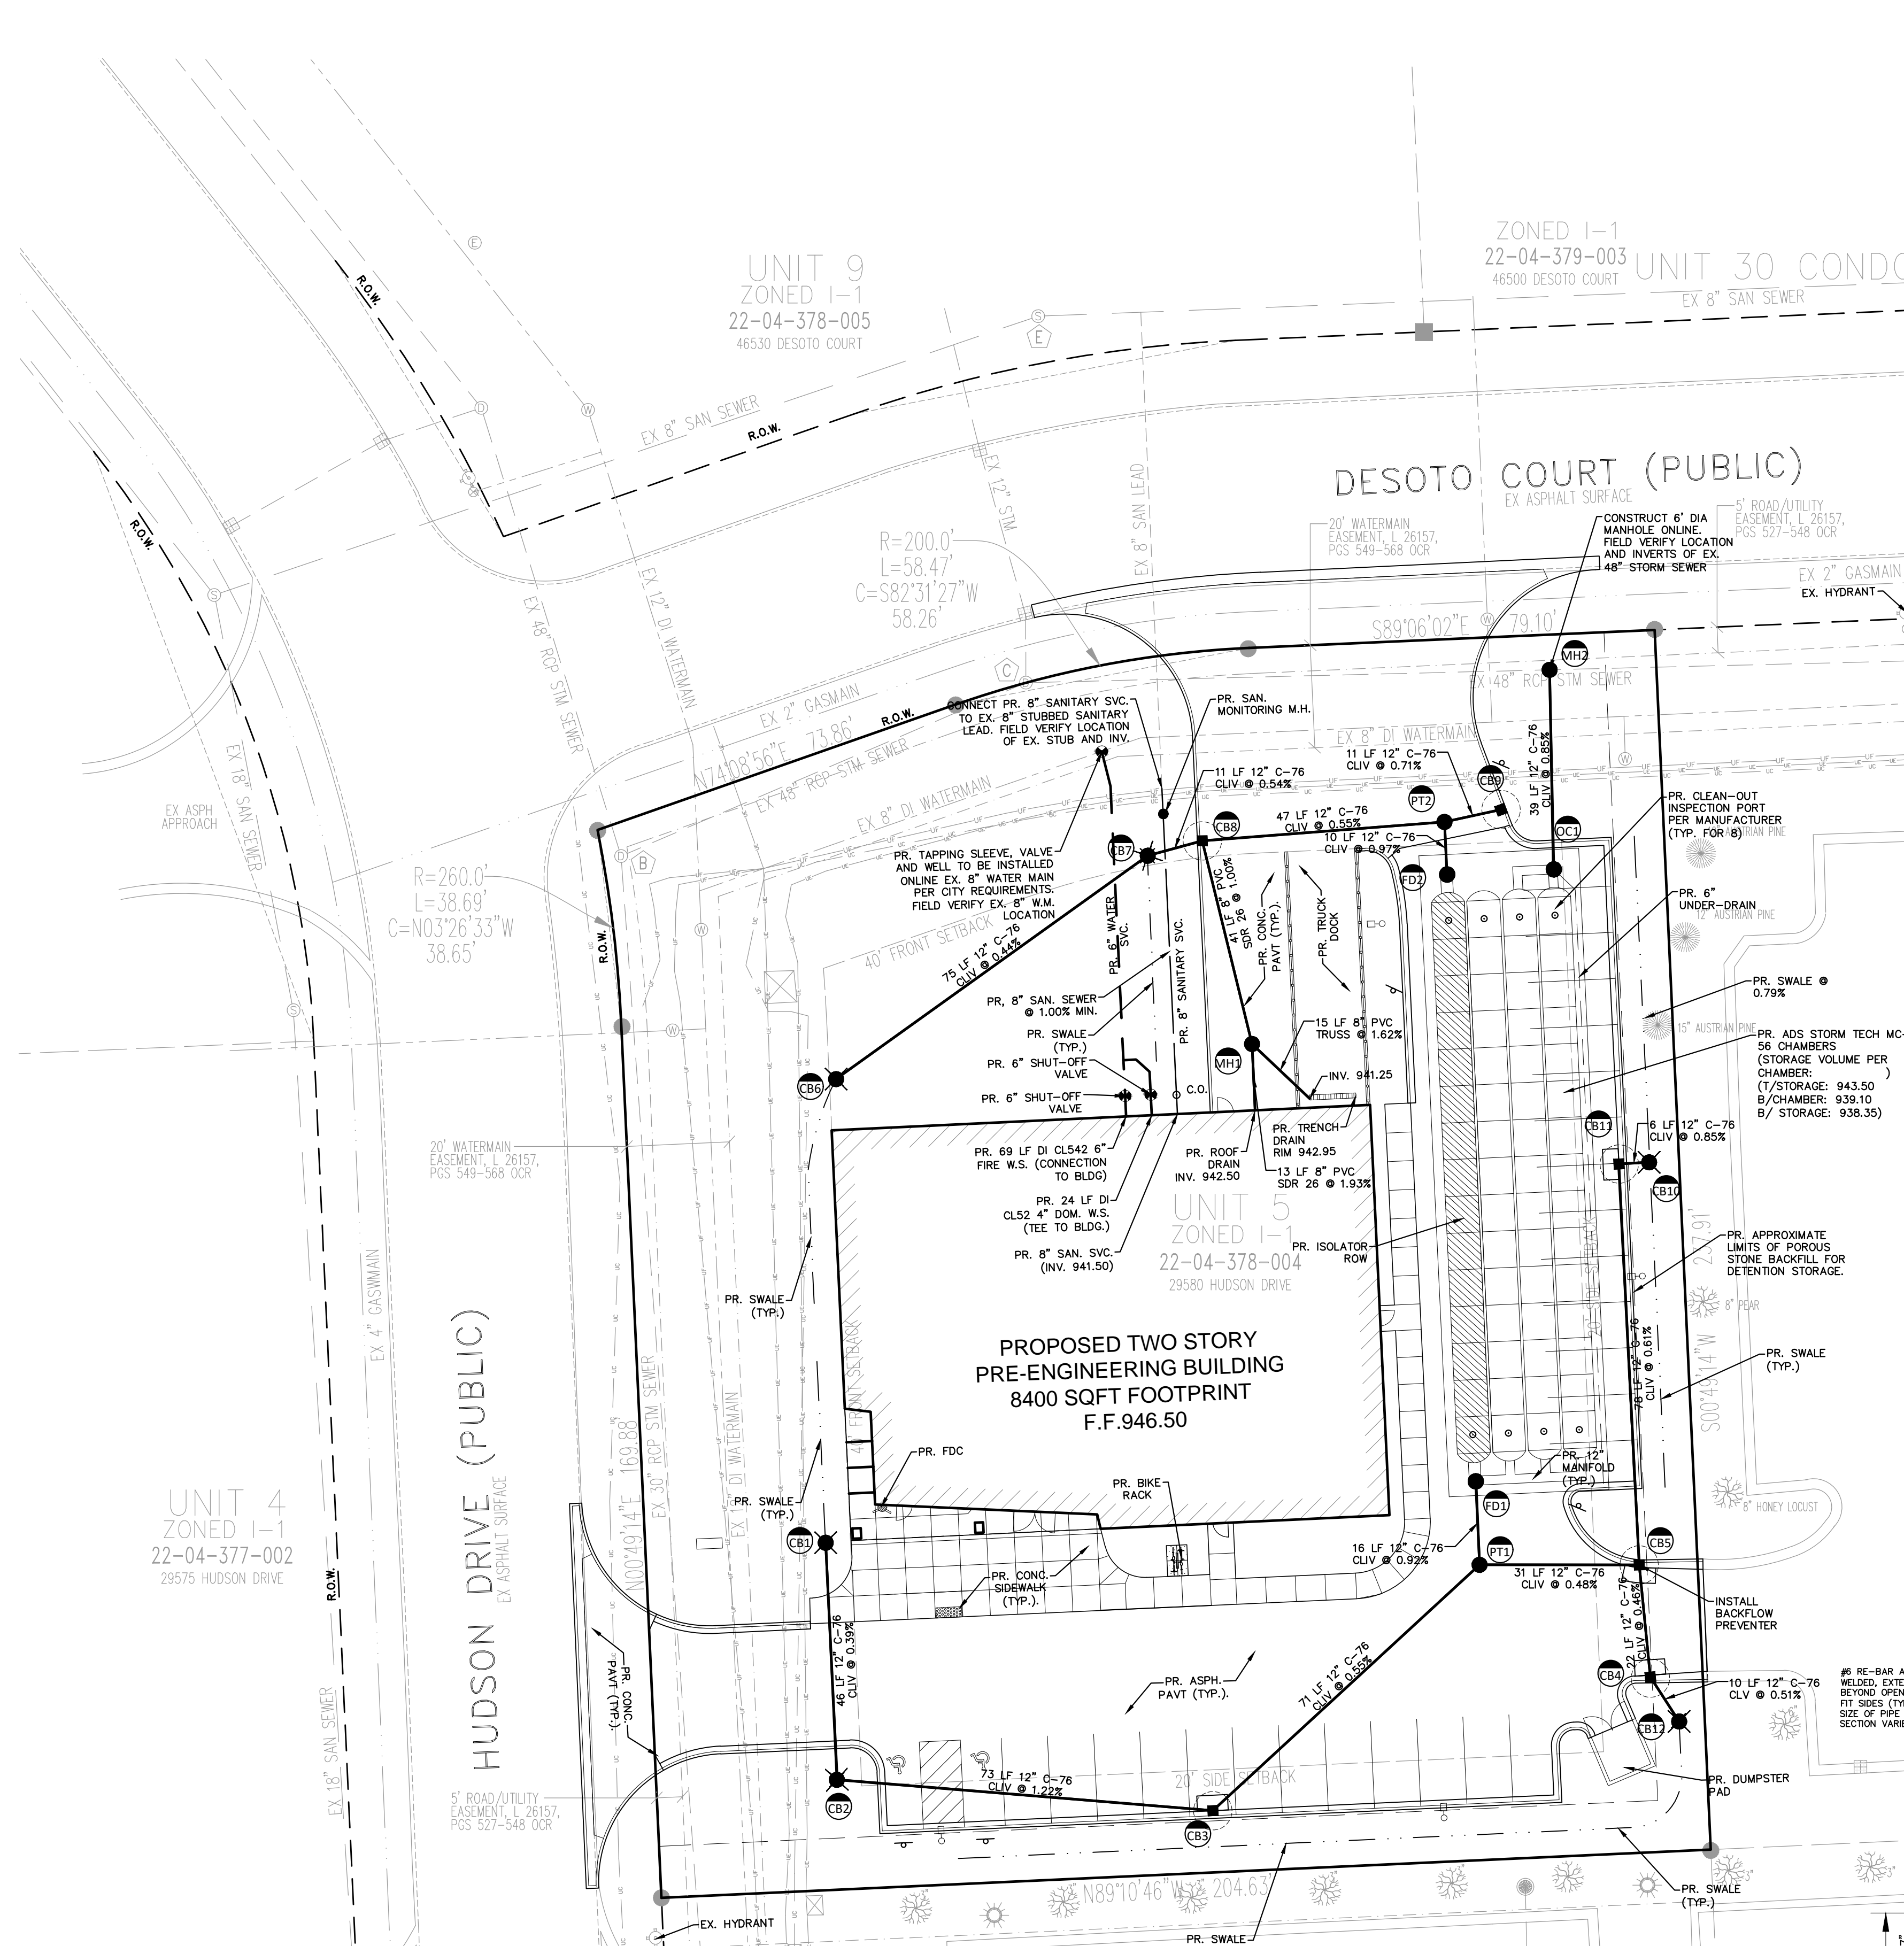 UNIT 9
ZONED I-1
22-04-378-005
46530 DESOTO COURT
ZONED I-1
22-04-379-003
46500 DESOTO COURT
UNIT 30 CONDO
EX 8" SAN SEWER
E
S
E
R.O.W.
D
W
EX 8" SAN SEWER
R.O.W.
R.O.W.
EX 12" STM
EX 8" SAN LEAD
DESOTO COURT (PUBLIC)
EX ASPHALT SURFACE
20' WATERMAIN
EASEMENT, L 26157,
PGS 549-568 OCR
CONSTRUCT 6' DIA
MANHOLE ONLINE.
FIELD VERIFY LOCATION
AND INVERTS OF EX.
48" STORM SEWER
5' ROAD/UTILITY
EASEMENT, L 26157,
PGS 527-548 OCR
EX 2" GASMAIN
EX. HYDRANT
R=200.0'
L=58.47'
C=S82°31'27"W
58.26'
S
EX 48" RCP STM SEWER
EX 12" DI WATERMAIN
S89°06'02"E
W
79.10'
MH2
EX 48" RCP STM SEWER
C
D
EX 2" GASMAIN
R.O.W.
N74°08'56"E 73.86'
EX 48" RCP STM SEWER
CONNECT PR. 8" SANITARY SVC.
TO EX. 8" STUBBED SANITARY
LEAD. FIELD VERIFY LOCATION
OF EX. STUB AND INV.
PR. SAN.
MONITORING M.H.
EX 8" DI WATERMAIN
EX 8" DI WATERMAIN
11 LF 12" C-76
CLIV @ 0.71%
11 LF 12" C-76
CLIV @ 0.54%
39 LF 12" C-76
CLIV @ 0.85%
W
CB9
PT2
CB8
47 LF 12" C-76
CLIV @ 0.55%
10 LF 12" C-76
CLIV @ 0.97%
OC1
PR. CLEAN-OUT
INSPECTION PORT
PER MANUFACTURER
(TYP. FOR 8)
AUSTRIAN PINE
EX ASPH
APPROACH
EX 18" SAN SEWER
D
B
CB7
FD2
PR. TAPPING SLEEVE, VALVE
AND WELL TO BE INSTALLED
ONLINE EX. 8" WATER MAIN
PER CITY REQUIREMENTS.
FIELD VERIFY EX. 8" W.M.
LOCATION
41 LF 8" PVC
SDR 26 @ 1.00%
PR. 6"
UNDER-DRAIN
12" AUSTRIAN PINE
R=260.0'
L=38.69'
C=N03°26'33"W
38.65'
R.O.W.
W
40' FRONT SETBACK
75 LF 12" C-76
CLIV @ 0.44%
PR. 6" WATER
SVC.
PR. 8" SANITARY SVC.
PR. CONC.
PAVT (TYP.).
PR. TRUCK
DOCK
PR. SWALE @
0.79%
S
W
PR, 8" SAN. SEWER
@ 1.00% MIN.
PR. SWALE
(TYP.)
PR. 6" SHUT-OFF
VALVE
PR. 6" SHUT-OFF
VALVE
15 LF 8" PVC
TRUSS @ 1.62%
15" AUSTRIAN PINE
PR. ADS STORM TECH MC-
56 CHAMBERS
(STORAGE VOLUME PER
CHAMBER: )
(T/STORAGE: 943.50
B/CHAMBER: 939.10
B/ STORAGE: 938.35)
CB6
MH1
INV. 941.25
C.O.
CB11
6 LF 12" C-76
CLIV @ 0.85%
20' WATERMAIN
EASEMENT, L 26157,
PGS 549-568 OCR
PR. 69 LF DI CL542 6"
FIRE W.S. (CONNECTION
TO BLDG)
PR. ROOF
DRAIN
INV. 942.50
PR. TRENCH
DRAIN
RIM 942.95
13 LF 8" PVC
SDR 26 @ 1.93%
CB10
PR. 24 LF DI
CL52 4" DOM. W.S.
(TEE TO BLDG.)
PR. 8" SAN. SVC.
(INV. 941.50)
UNIT 5
ZONED I-1
22-04-378-004
29580 HUDSON DRIVE
PR. ISOLATOR
ROW
20' SIDE SETBACK
S00°49'14"W 237.91'
PR. APPROXIMATE
LIMITS OF POROUS
STONE BACKFILL FOR
DETENTION STORAGE.
EX 4" GASWMAIN
PR. SWALE
(TYP.)
8" PEAR
40' FRONT SETBACK
PROPOSED TWO STORY
PRE-ENGINEERING BUILDING
8400 SQFT FOOTPRINT
F.F.946.50
78 LF 12" C-76
CLIV @ 0.61%
PR. SWALE
(TYP.)
HUDSON DRIVE (PUBLIC)
EX ASPHALT SURFACE
N00°49'14"E 169.88'
EX 30" RCP STM SEWER
EX 12" DI WATERMAIN
PR. FDC
PR. BIKE
RACK
PR. 12"
MANIFOLD
(TYP.)
PR. SWALE
(TYP.)
FD1
8" HONEY LOCUST
UNIT 4
ZONED I-1
22-04-377-002
29575 HUDSON DRIVE
R.O.W.
CB1
16 LF 12" C-76
CLIV @ 0.92%
PT1
CB5
31 LF 12" C-76
CLIV @ 0.48%
PR. CONC.
SIDEWALK
(TYP.).
INSTALL
BACKFLOW
PREVENTER
46 LF 12" C-76
CLIV @ 0.39%
22 LF 12" C-76
CLIV @ 0.46%
PR. CONC.
PAVT (TYP.).
PR. ASPH.
PAVT (TYP.).
71 LF 12" C-76
CLIV @ 0.55%
CB4
10 LF 12" C-76
CLV @ 0.51%
#6 RE-BAR A
WELDED, EXTE
BEYOND OPEN
FIT SIDES (TY
SIZE OF PIPE
SECTION VARIE
CB12
EX 18" SAN SEWER
73 LF 12" C-76
CLIV @ 1.22%
20' SIDE SETBACK
PR. DUMPSTER
PAD
5' ROAD/UTILITY
EASEMENT, L 26157,
PGS 527-548 OCR
CB2
CB3
N89°10'46"W 204.63'
PR. SWALE
(TYP.)
EX. HYDRANT
PR. SWALE